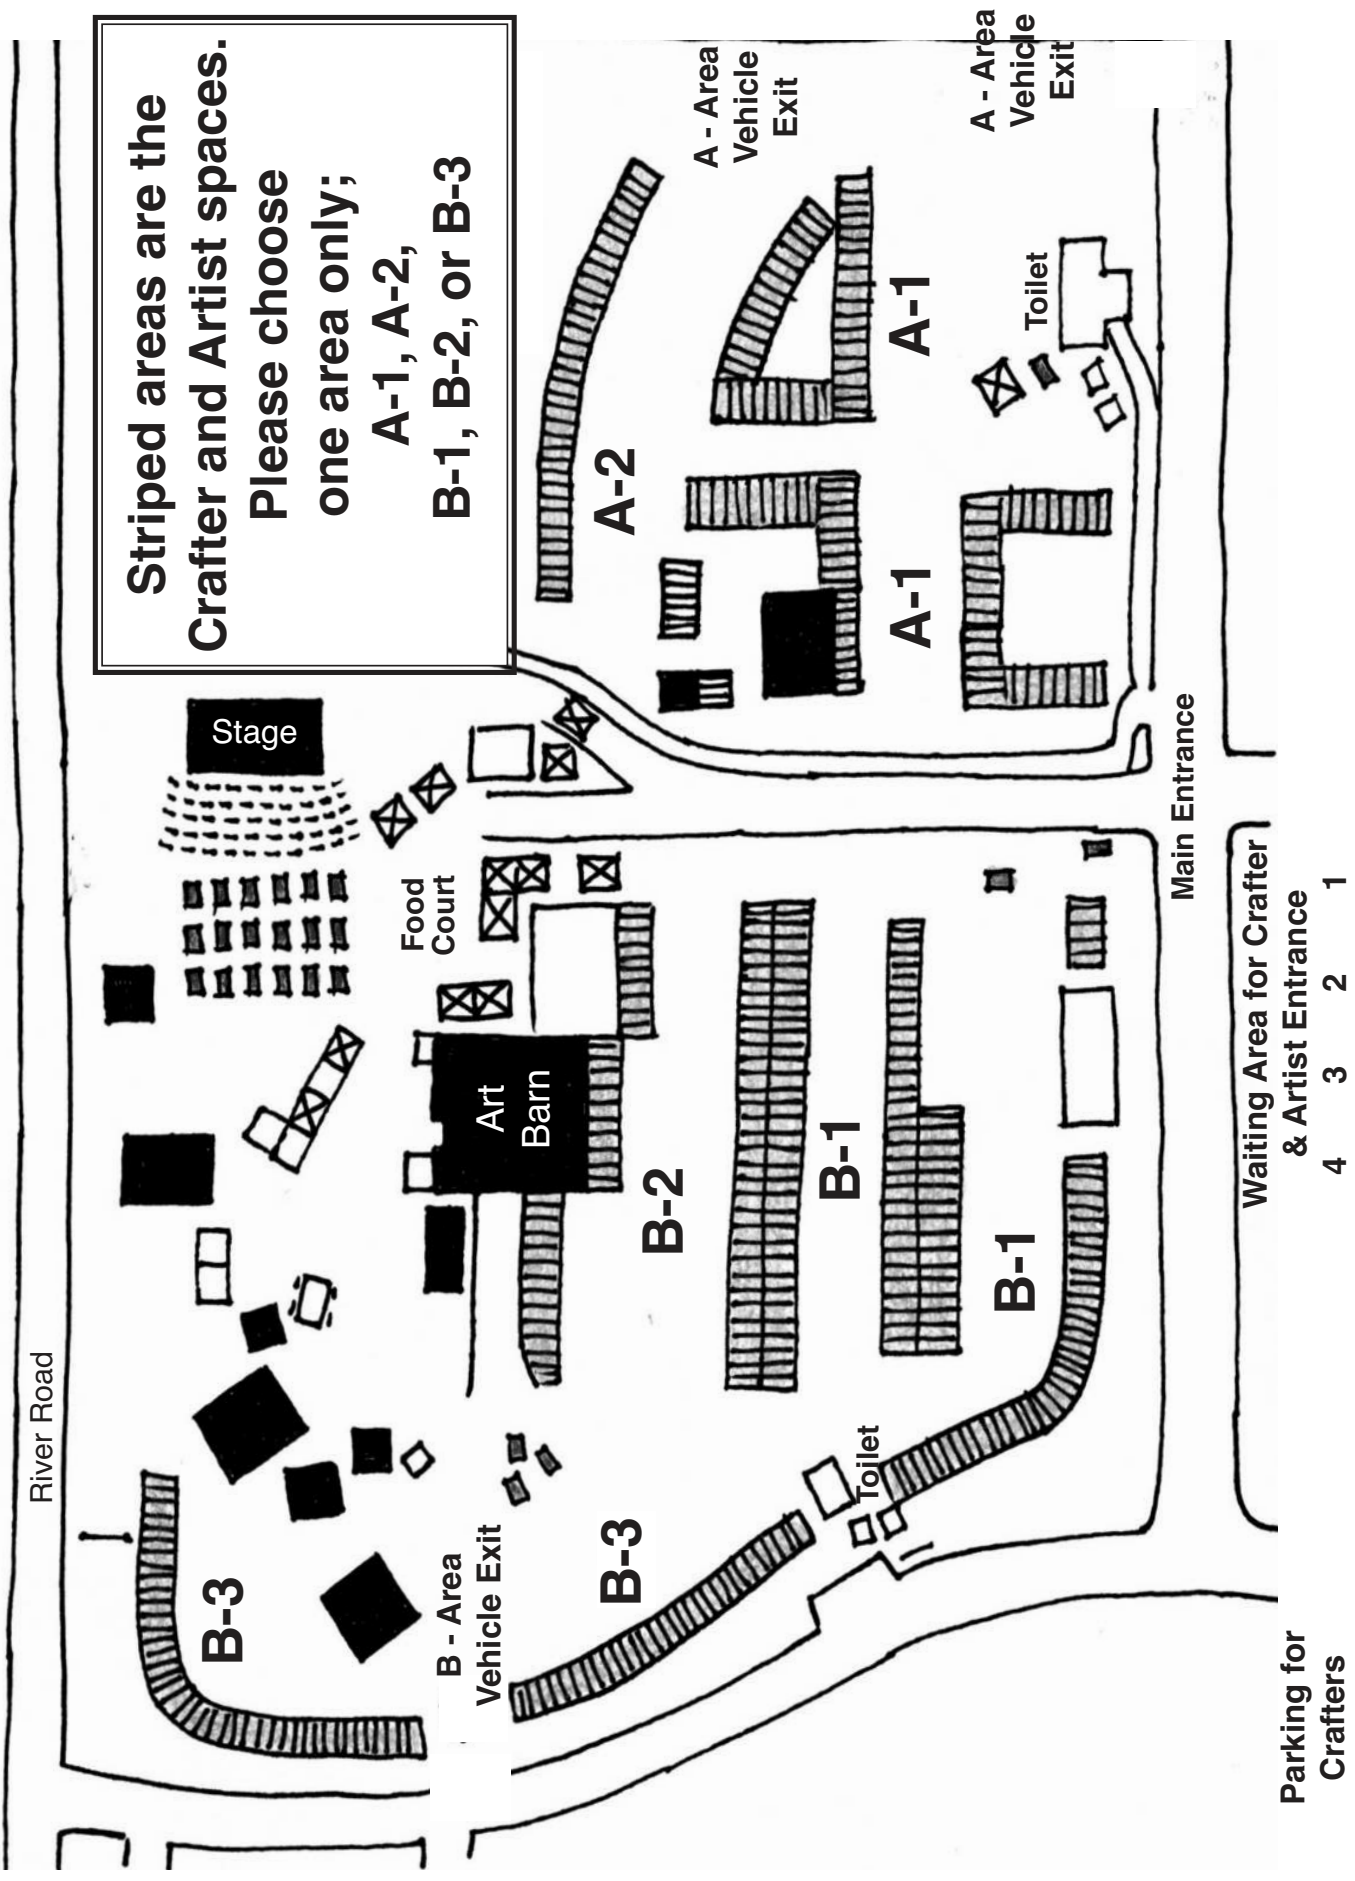 River Road
Striped areas are the
Crafter and Artist spaces.
Please choose
one area only;
A-1, A-2,
B-1, B-2, or B-3
Stage
Food
Court
Art
Barn
B-3
B - Area
Vehicle Exit
B-3
B-2
A-2
A - Area
Vehicle
Exit
Toilet
B-1
B-1
A-1
A-1
Toilet
A - Area
Vehicle
Exit
Main Entrance
Waiting Area for Crafter
& Artist Entrance
4 3 2 1
Parking for
Crafters